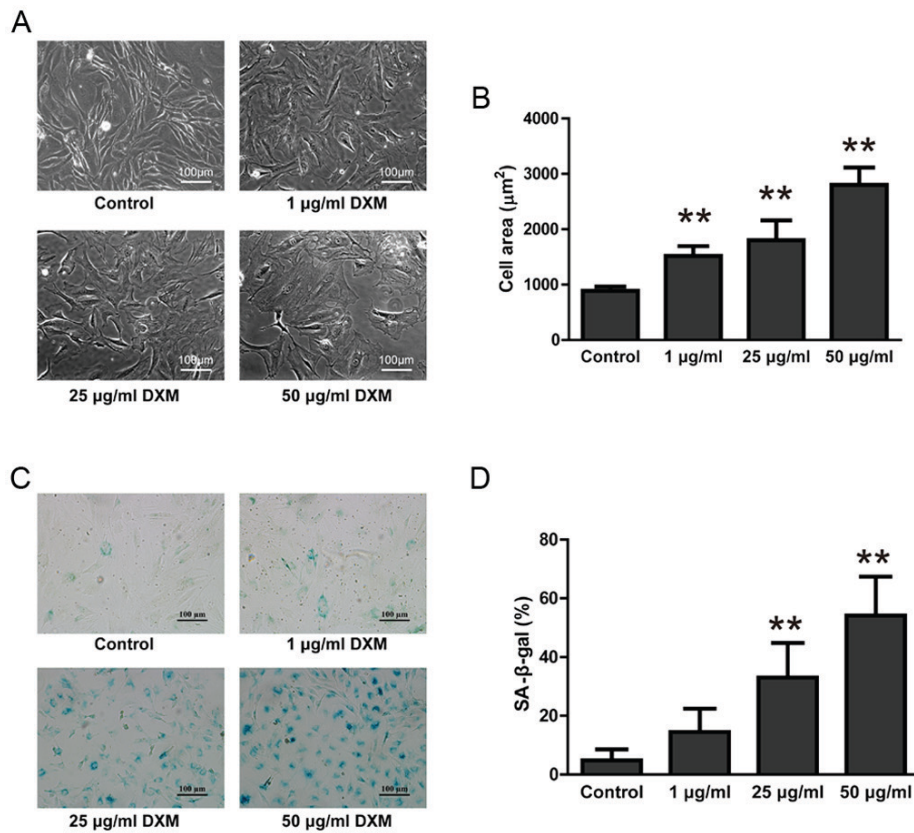 A
100μm
100μm
Control
1 μg/ml DXM
100μm
100μm
25 μg/ml DXM
50 μg/ml DXM
B
Cell area (μm²)
4000
3000
2000
1000
0
**
**
**
Control
1 μg/ml
25 μg/ml
50 μg/ml
C
100 μm
100 μm
Control
1 μg/ml DXM
100 μm
100 μm
25 μg/ml DXM
50 μg/ml DXM
D
SA-β-gal (%)
80
60
40
20
0
**
**
Control
1 μg/ml
25 μg/ml
50 μg/ml